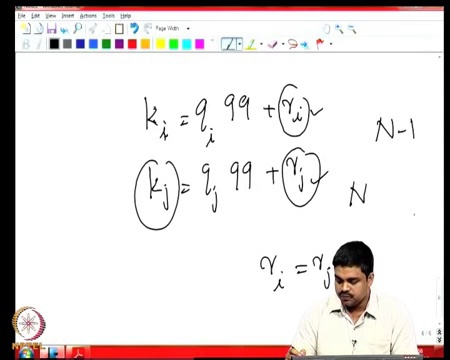 File Edit View Insert Actions Tools Help
Page Width
k_i = q_i 99 + r_i
N-1
k_j = q_j 99 + r_j
N
r_i = r_j